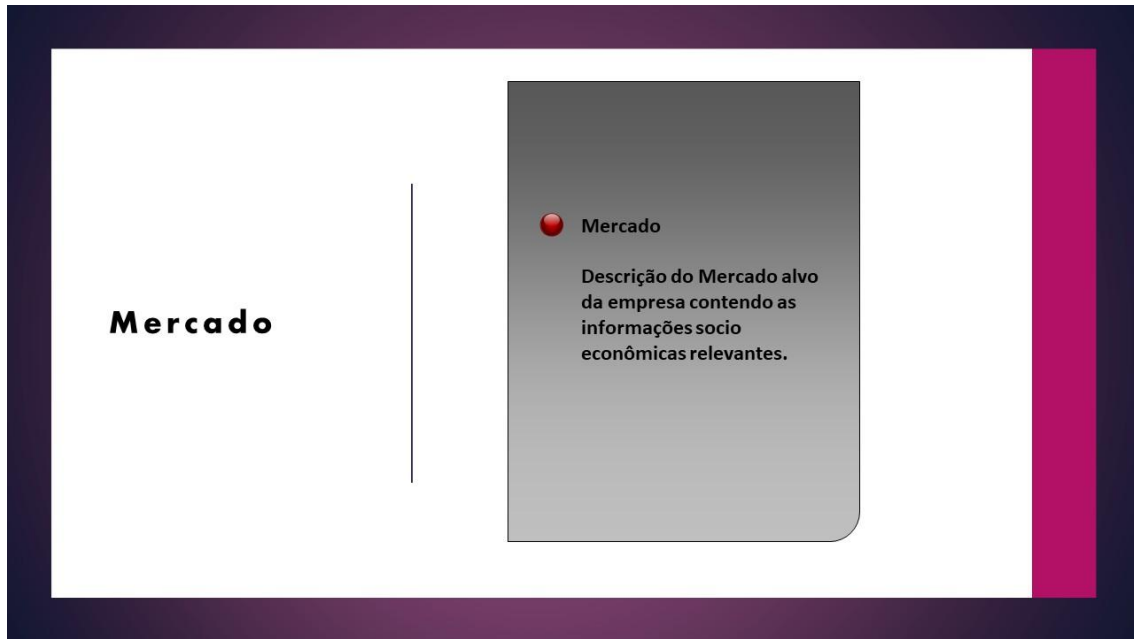 Mercado
Mercado
Descrição do Mercado alvo
da empresa contendo as
informações socio
econômicas relevantes.